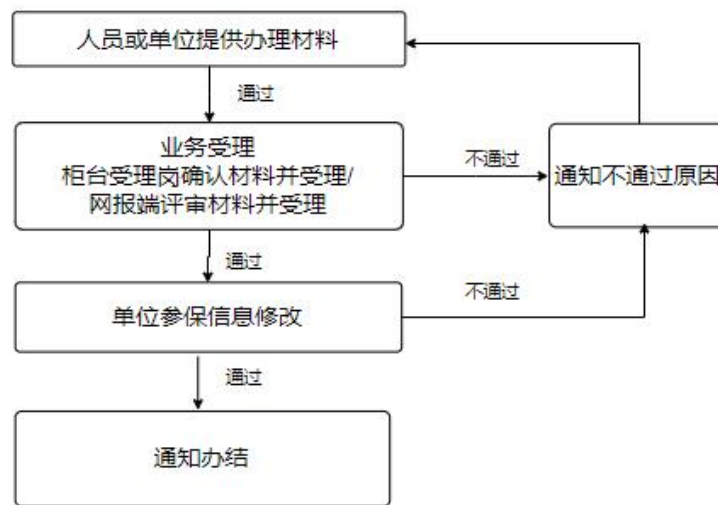 人员或单位提供办理材料
通过
业务受理
柜台受理岗确认材料并受理/
网报端评审材料并受理
不通过
通知不通过原因
通过
单位参保信息修改
不通过
通过
通知办结